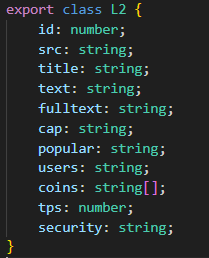 export class L2 {
    id: number;
    src: string;
    title: string;
    text: string;
    fulltext: string;
    cap: string;
    popular: string;
    users: string;
    coins: string[];
    tps: number;
    security: string;
}